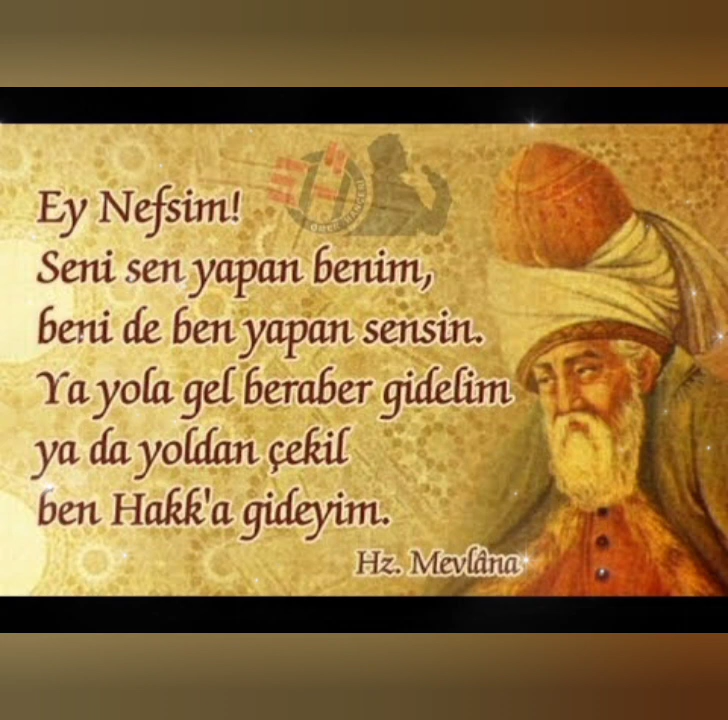 Ey Nefsim!
Seni sen yapan benim,
beni de ben yapan sensin.
Ya yola gel beraber gidelim
ya da yoldan çekil
ben Hakk'a gideyim.
Hz. Mevlâna